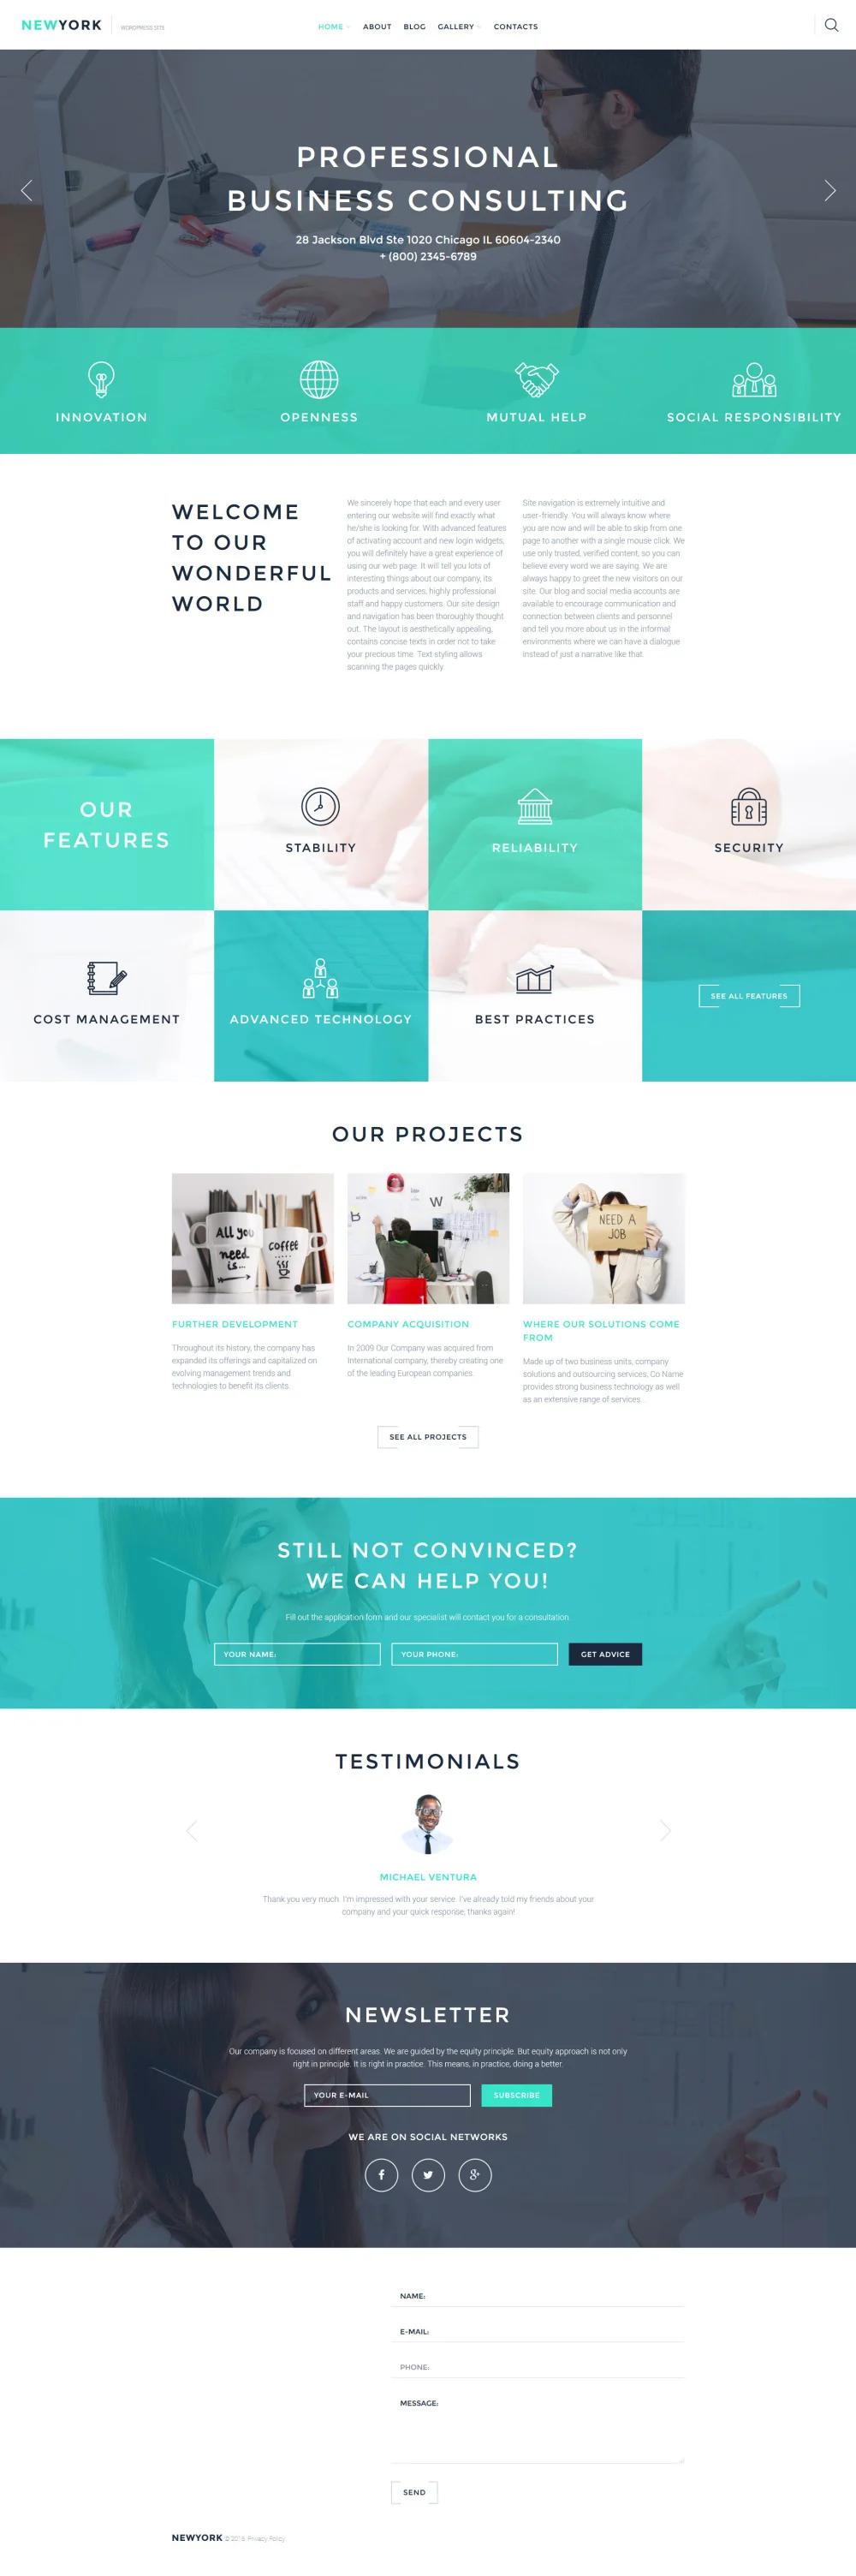 NEWYORK
WORDPRESS SITE
HOME
ABOUT
BLOG
GALLERY
CONTACTS
PROFESSIONAL
BUSINESS CONSULTING
28 Jackson Blvd Ste 1020 Chicago IL 60604-2340
+ (800) 2345-6789
INNOVATION
OPENNESS
MUTUAL HELP
SOCIAL RESPONSIBILITY
WELCOME
TO OUR
WONDERFUL
WORLD
We sincerely hope that each and every user
entering our website will find exactly what
he/she is looking for. With advanced features
of activating account and new login widgets,
you will definitely have a great experience of
using our web page. It will tell you lots of
interesting things about our company, its
products and services, highly professional
staff and happy customers. Our site design
and navigation has been thoroughly thought
out. The layout is aesthetically appealing,
contains concise texts in order not to take
your precious time. Text styling allows
scanning the pages quickly.
Site navigation is extremely intuitive and
user-friendly. You will always know where
you are now and will be able to skip from one
page to another with a single mouse click. We
use only trusted, verified content, so you can
believe every word we are saying. We are
always happy to greet the new visitors on our
site. Our blog and social media accounts are
available to encourage communication and
connection between clients and personnel
and tell you more about us in the informal
environments where we can have a dialogue
instead of just a narrative like that.
OUR
FEATURES
STABILITY
RELIABILITY
SECURITY
COST MANAGEMENT
ADVANCED TECHNOLOGY
BEST PRACTICES
SEE ALL FEATURES
OUR PROJECTS
All you
need
is...
coffee
B
W
NEED A
JOB
FURTHER DEVELOPMENT
Throughout its history, the company has
expanded its offerings and capitalized on
evolving management trends and
technologies to benefit its clients.
COMPANY ACQUISITION
In 2009 Our Company was acquired from
International company, thereby creating one
of the leading European companies.
WHERE OUR SOLUTIONS COME
FROM
Made up of two business units, company
solutions and outsourcing services, Co Name
provides strong business technology as well
as an extensive range of services...
SEE ALL PROJECTS
STILL NOT CONVINCED?
WE CAN HELP YOU!
Fill out the application form and our specialist will contact you for a consultation.
YOUR NAME:
YOUR PHONE:
GET ADVICE
TESTIMONIALS
MICHAEL VENTURA
Thank you very much. I'm impressed with your service. I've already told my friends about your
company and your quick response, thanks again!
NEWSLETTER
Our company is focused on different areas. We are guided by the equity principle. But equity approach is not only
right in principle. It is right in practice. This means, in practice, doing a better.
YOUR E-MAIL
SUBSCRIBE
WE ARE ON SOCIAL NETWORKS
NAME:
E-MAIL:
PHONE:
MESSAGE:
SEND
NEWYORK © 2016. Privacy Policy